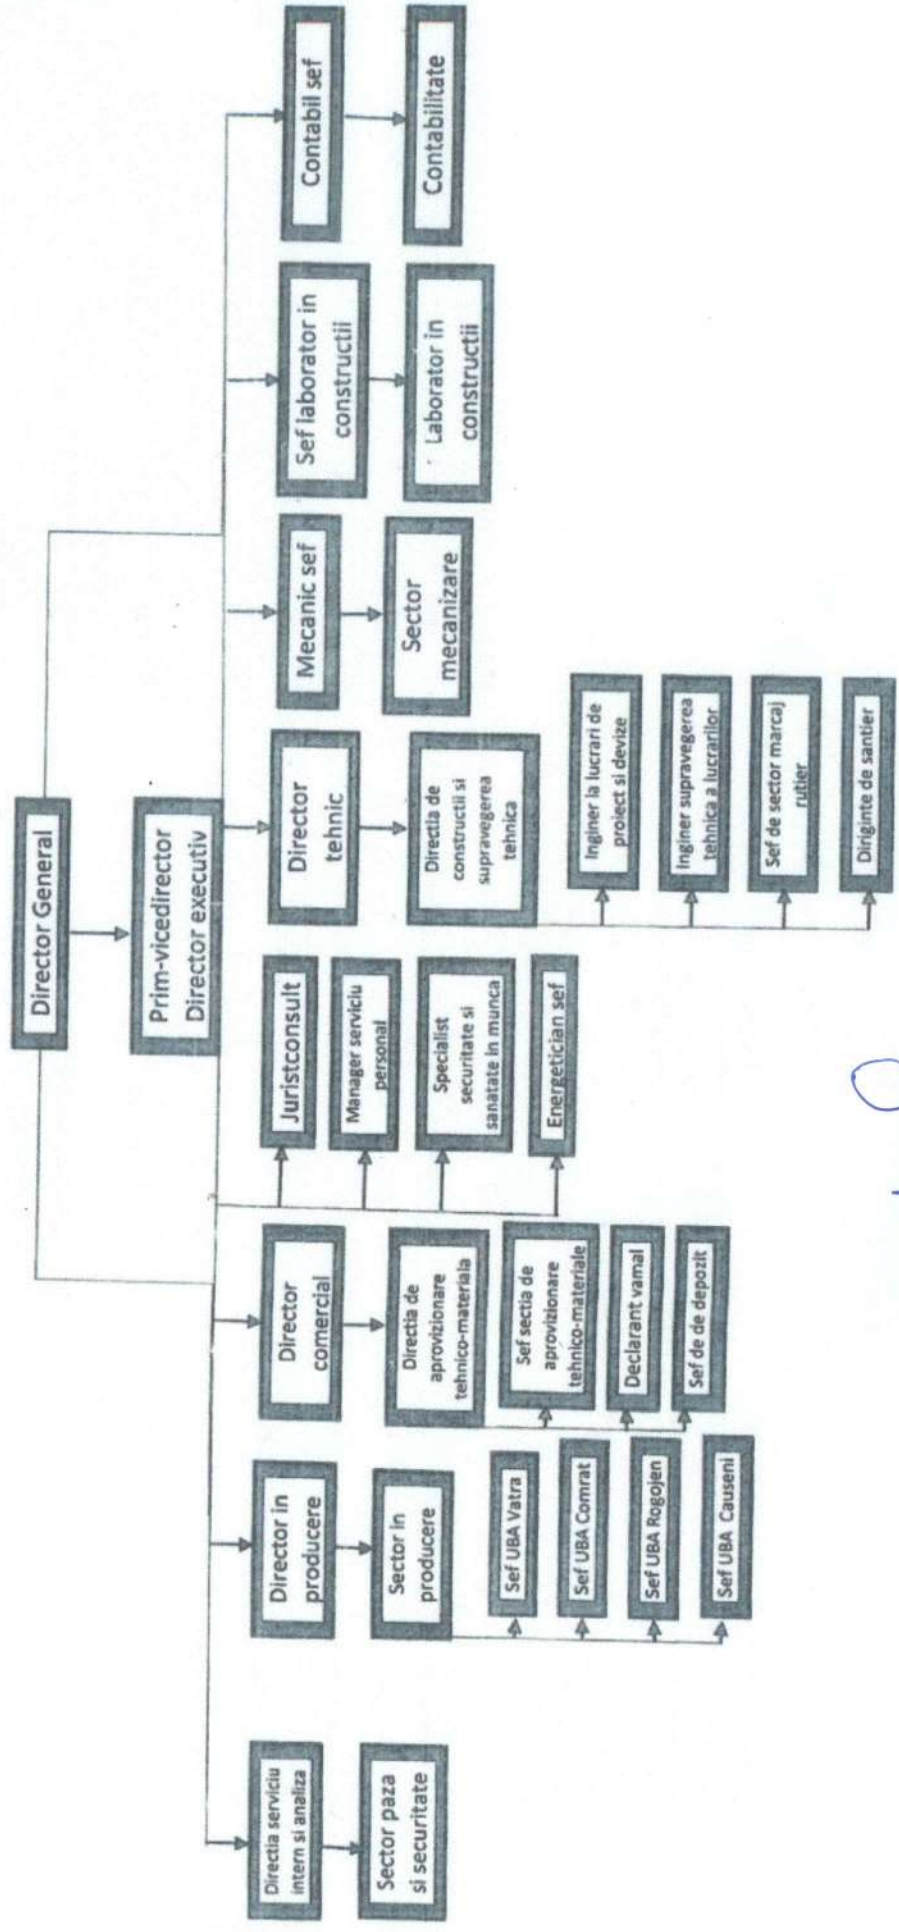 Director General
Prim-vicedirector
Director executiv
Directia serviciu
intern si analiza
Sector paza
si securitate
Director in
producere
Sector in
producere
Sef UBA Vatra
Sef UBA Comrat
Sef UBA Rogojen
Sef UBA Causeni
Director
comercial
Directia de
aprovizionare
tehnico-materiala
Sef sectia de
aprovizionare
tehnico-materiale
Declarant vamal
Sef de de depozit
Juristconsult
Manager serviciu
personal
Specialist
securitate si
sanatate in munca
Energetician sef
Director
tehnic
Directia de
constructii si
supravegerea
tehnica
Inginer la lucrari de
proiect si devize
Inginer supravegerea
tehnica a lucrarilor
Sef de sector marcaj
rutier
Diriginte de santier
Mecanic sef
Sector
mecanizare
Sef laborator in
constructii
Laborator in
constructii
Contabil sef
Contabilitate